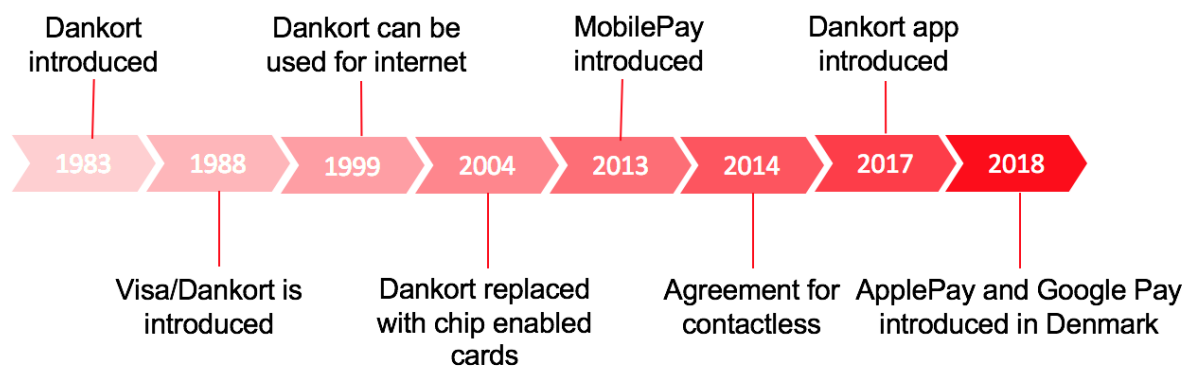 Dankort
introduced
Dankort can be
used for internet
MobilePay
introduced
Dankort app
introduced
1983
1988
1999
2004
2013
2014
2017
2018
Visa/Dankort is
introduced
Dankort replaced
with chip enabled
cards
Agreement for
contactless
ApplePay and Google Pay
introduced in Denmark